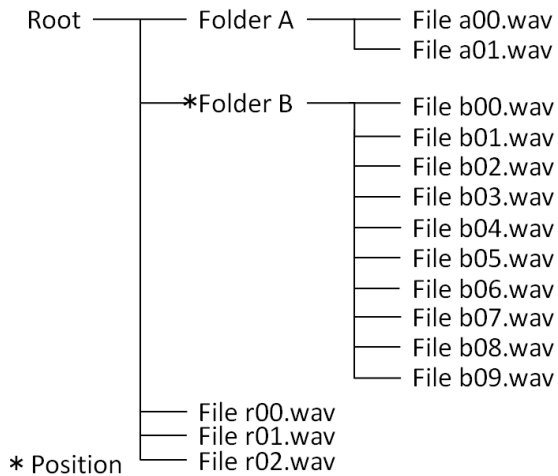 Root Folder A File a00.wav
File a01.wav
*Folder B File b00.wav
File b01.wav
File b02.wav
File b03.wav
File b04.wav
File b05.wav
File b06.wav
File b07.wav
File b08.wav
File b09.wav
File r00.wav
File r01.wav
* Position File r02.wav